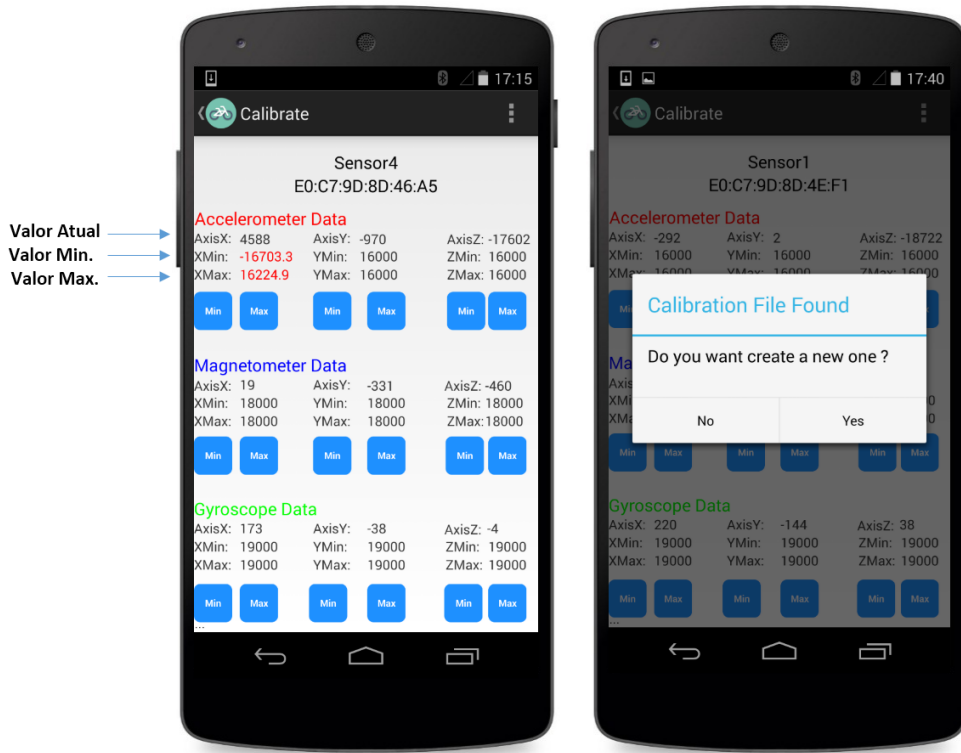 Valor Atual
Valor Min.
Valor Max.
17:15
Calibrate
Sensor4
E0:C7:9D:8D:46:A5
Accelerometer Data
AxisX: 4588 AxisY: -970 AxisZ: -17602
XMin: -16703.3 YMin: 16000 ZMin: 16000
XMax: 16224.9 YMax: 16000 ZMax: 16000
Min Max Min Max Min Max
Magnetometer Data
AxisX: 19 AxisY: -331 AxisZ: -460
XMin: 18000 YMin: 18000 ZMin: 18000
XMax: 18000 YMax: 18000 ZMax: 18000
Min Max Min Max Min Max
Gyroscope Data
AxisX: 173 AxisY: -38 AxisZ: -4
XMin: 19000 YMin: 19000 ZMin: 19000
XMax: 19000 YMax: 19000 ZMax: 19000
Min Max Min Max Min Max
...
17:40
Calibrate
Sensor1
E0:C7:9D:8D:4E:F1
Accelerometer Data
AxisX: -292 AxisY: 2 AxisZ: -18722
XMin: 16000 YMin: 16000 ZMin: 16000
XMax: 16000 YMax: 16000 ZMax: 16000
Calibration File Found
Do you want create a new one ?
No Yes
Min Max Min Max Min Max
Gyroscope Data
AxisX: 220 AxisY: -144 AxisZ: 38
XMin: 19000 YMin: 19000 ZMin: 19000
XMax: 19000 YMax: 19000 ZMax: 19000
Min Max Min Max Min Max
...